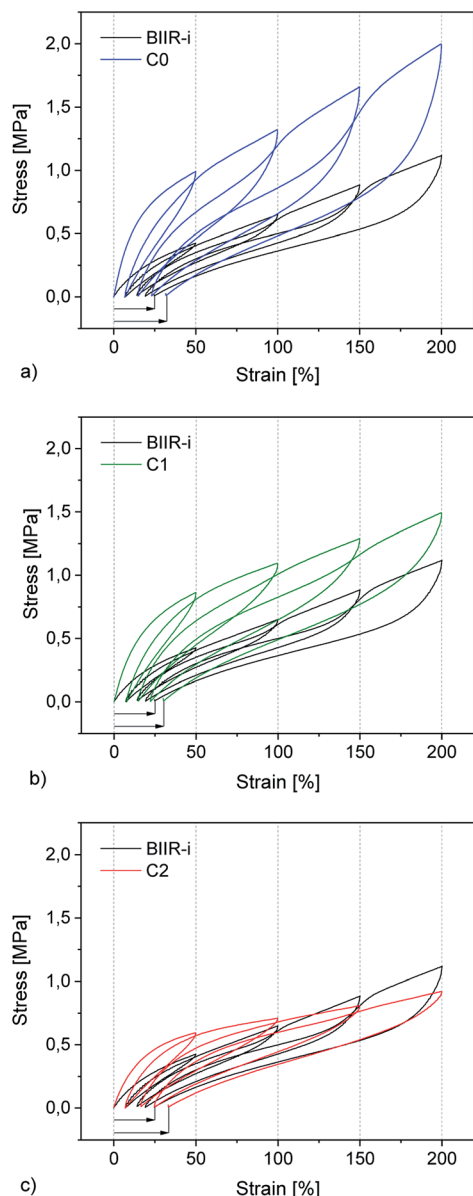 BIIR-i
C0
2,0
1,5
1,0
0,5
0,0
Stress [MPa]
0 50 100 150 200
Strain [%]
a)
BIIR-i
C1
2,0
1,5
1,0
0,5
0,0
Stress [MPa]
0 50 100 150 200
Strain [%]
b)
BIIR-i
C2
2,0
1,5
1,0
0,5
0,0
Stress [MPa]
0 50 100 150 200
Strain [%]
c)